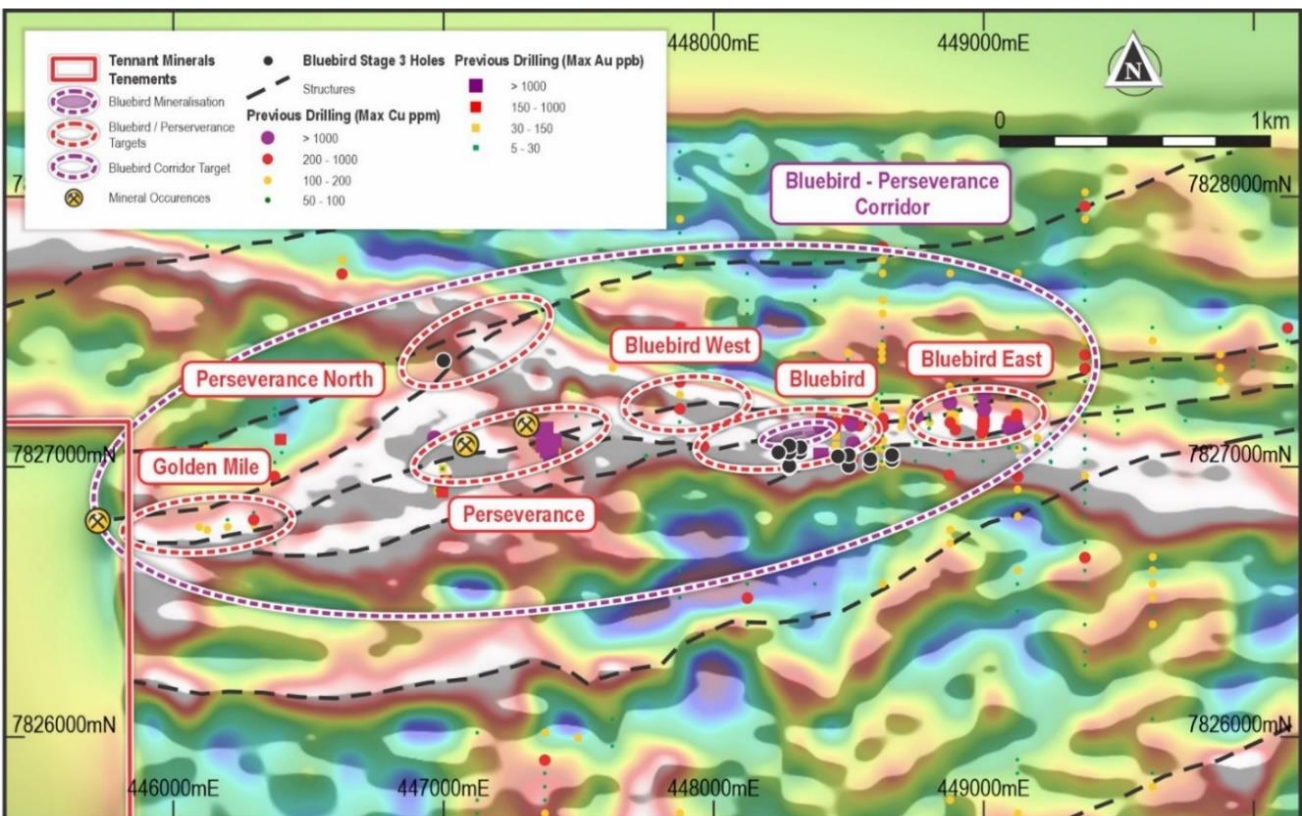 Tennant Minerals
Tenements
Bluebird Mineralisation
Bluebird / Perserverance
Targets
Bluebird Corridor Target
Mineral Occurences
Bluebird Stage 3 Holes
Structures
Previous Drilling (Max Cu ppm)
> 1000
200 - 1000
100 - 200
50 - 100
Previous Drilling (Max Au ppb)
> 1000
150 - 1000
30 - 150
5 - 30
448000mE
449000mE
N
0
1km
Bluebird - Perseverance
Corridor
7828000mN
Perseverance North
Bluebird West
Bluebird
Bluebird East
7827000mN
7827000mN
Golden Mile
Perseverance
7826000mN
7826000mN
446000mE
447000mE
448000mE
449000mE